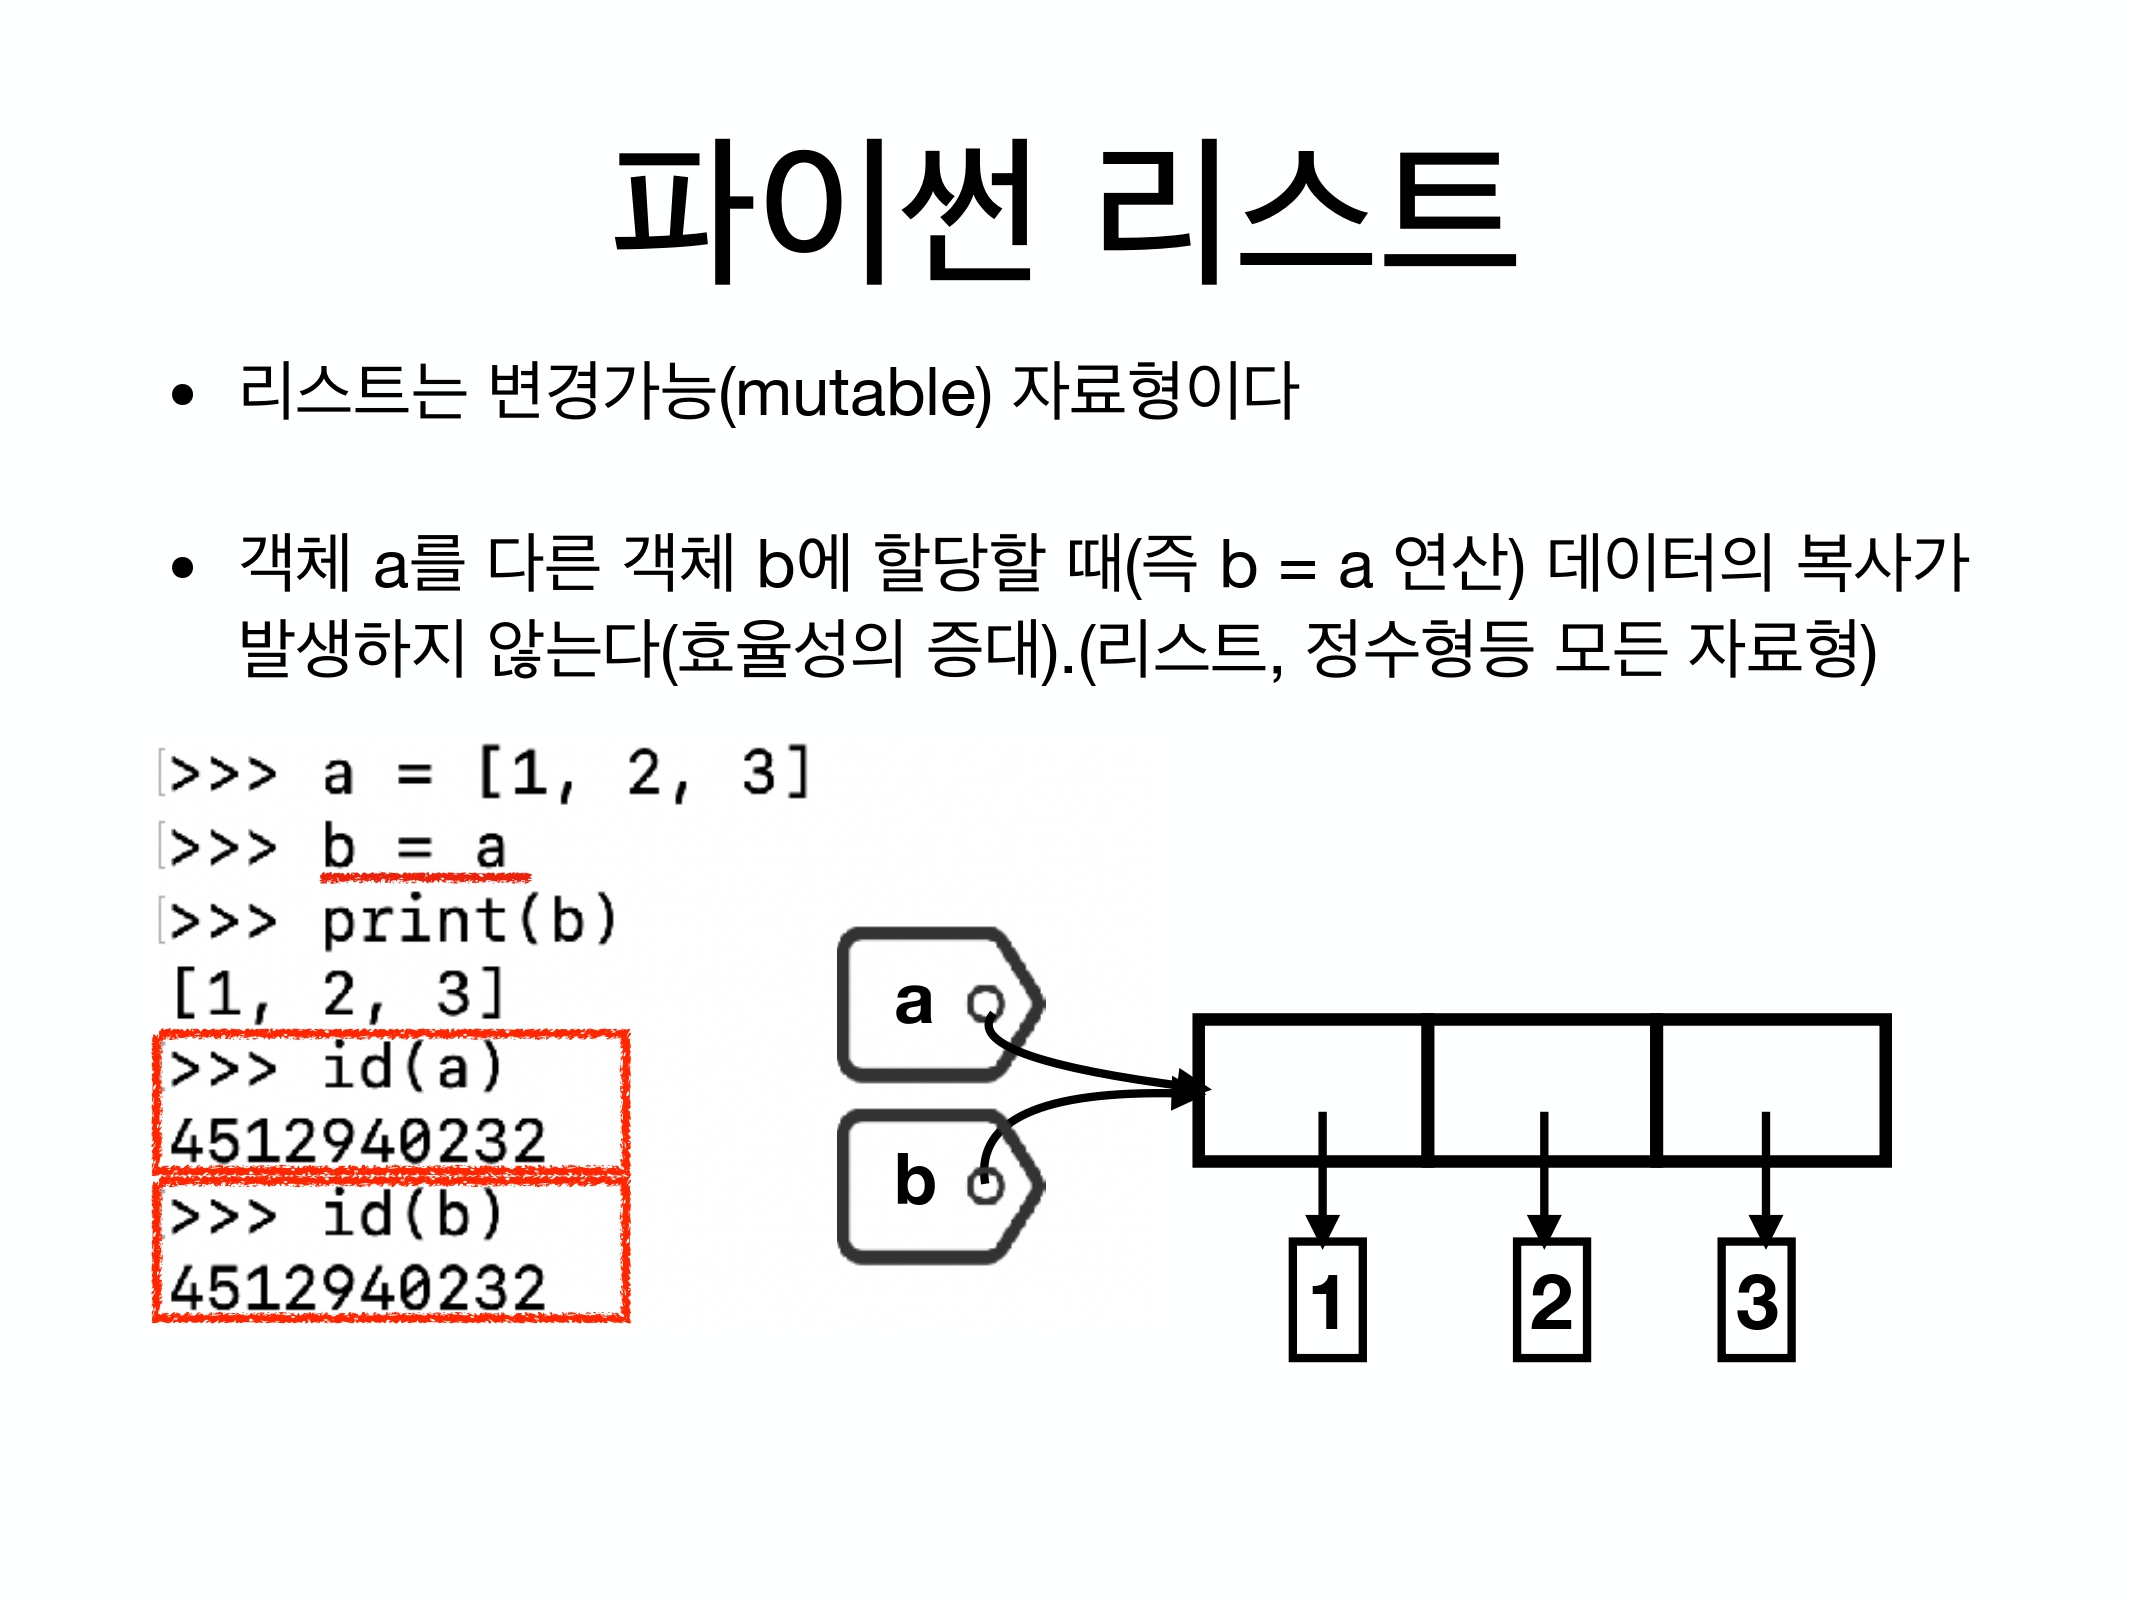 파이썬 리스트
• 리스트는 변경가능(mutable) 자료형이다
• 객체 a를 다른 객체 b에 할당할 때(즉 b = a 연산) 데이터의 복사가
발생하지 않는다(효율성의 증대).(리스트, 정수형등 모든 자료형)
>>> a = [1, 2, 3]
>>> b = a
>>> print(b)
[1, 2, 3]
>>> id(a)
4512940232
>>> id(b)
4512940232
a
b
1 2 3